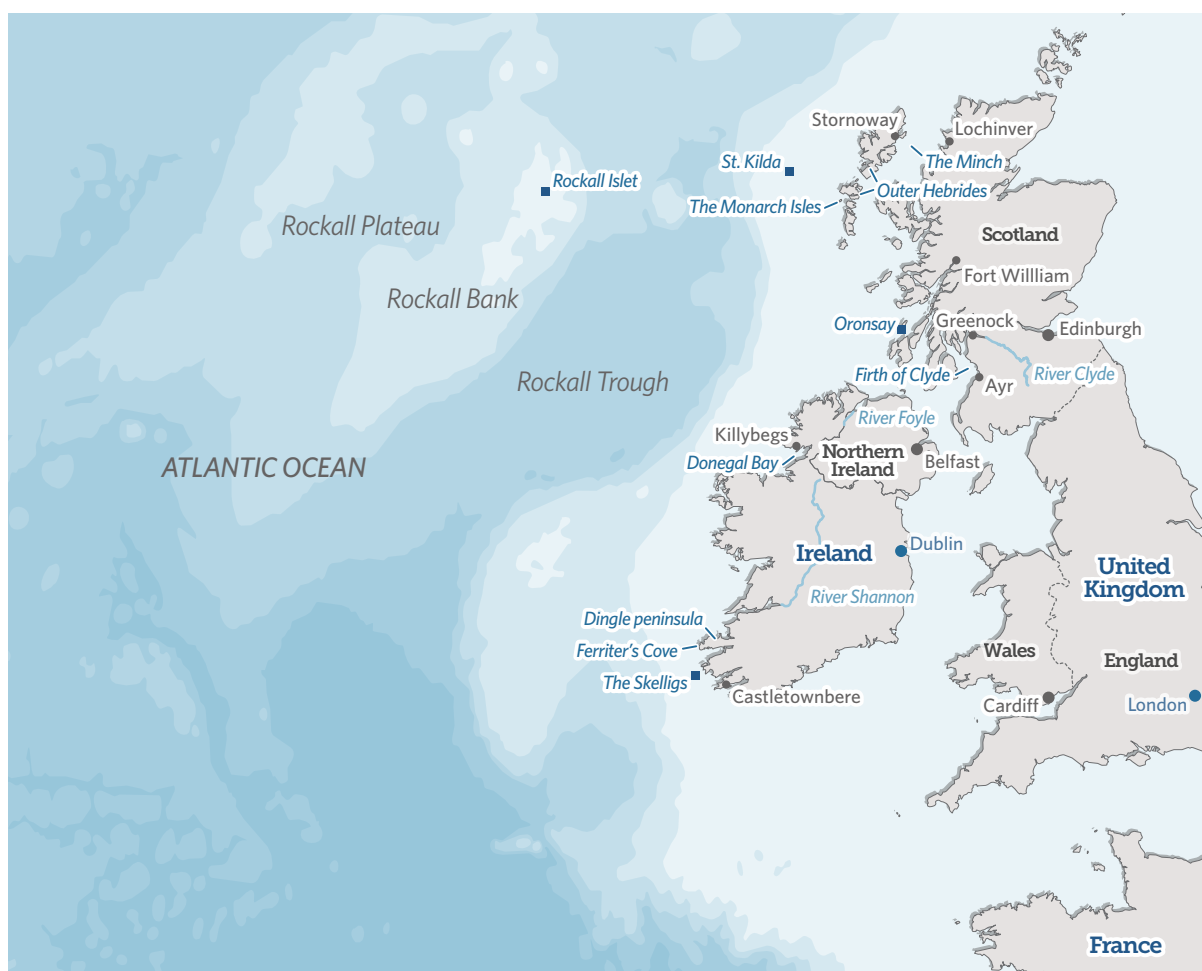 Stornoway
Lochinver
St. Kilda
The Minch
Rockall Islet
Outer Hebrides
The Monarch Isles
Rockall Plateau
Scotland
Fort Willliam
Rockall Bank
Oronsay
Greenock
Edinburgh
Rockall Trough
Firth of Clyde
River Clyde
Ayr
River Foyle
Killybegs
Northern
Ireland
Donegal Bay
Belfast
ATLANTIC OCEAN
Dublin
Ireland
United
Kingdom
River Shannon
Dingle peninsula
Ferriter's Cove
Wales
England
The Skelligs
Castletownbere
Cardiff
London
France